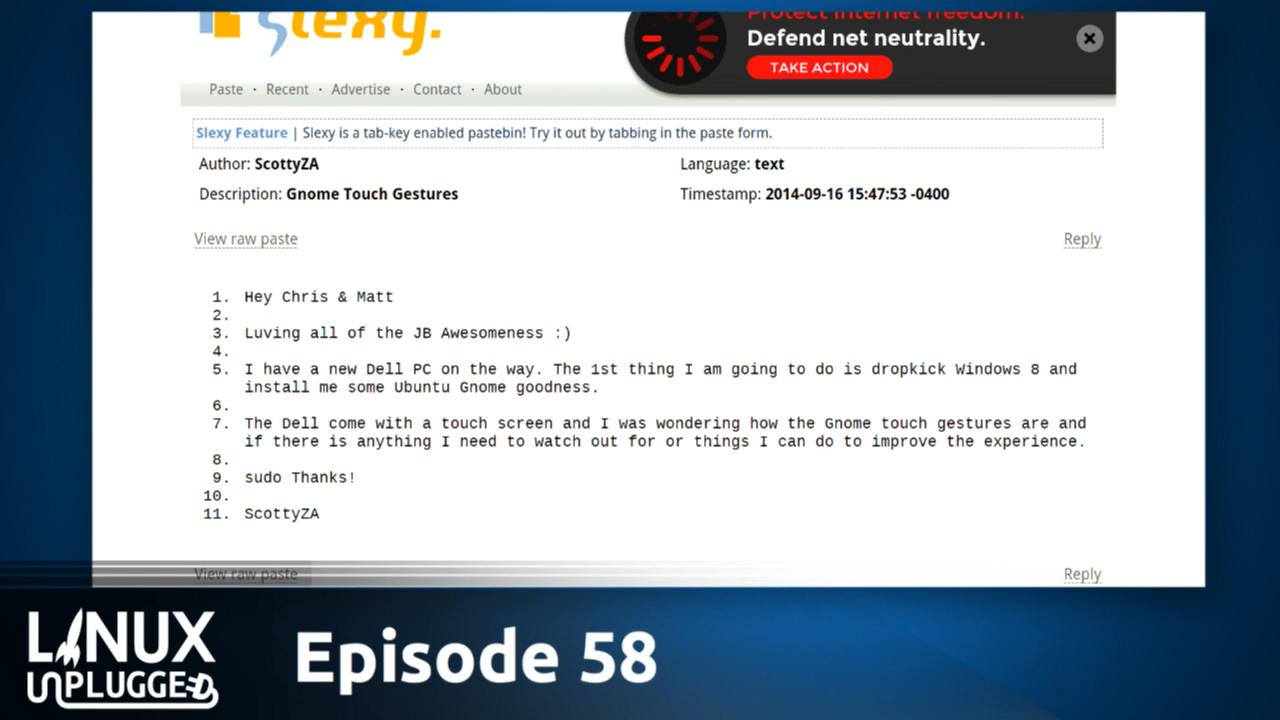 slexy.
Protect internet freedom.
Defend net neutrality.
TAKE ACTION
Paste · Recent · Advertise · Contact · About
Slexy Feature | Slexy is a tab-key enabled pastebin! Try it out by tabbing in the paste form.
Author: ScottyZA
Language: text
Description: Gnome Touch Gestures
Timestamp: 2014-09-16 15:47:53 -0400
View raw paste
Reply
1. Hey Chris & Matt
2.
3. Luving all of the JB Awesomeness :)
4.
5. I have a new Dell PC on the way. The 1st thing I am going to do is dropkick Windows 8 and
install me some Ubuntu Gnome goodness.
6.
7. The Dell come with a touch screen and I was wondering how the Gnome touch gestures are and
if there is anything I need to watch out for or things I can do to improve the experience.
8.
9. sudo Thanks!
10.
11. ScottyZA
View raw paste
Reply
LINUX
UNPLUGGED
Episode 58